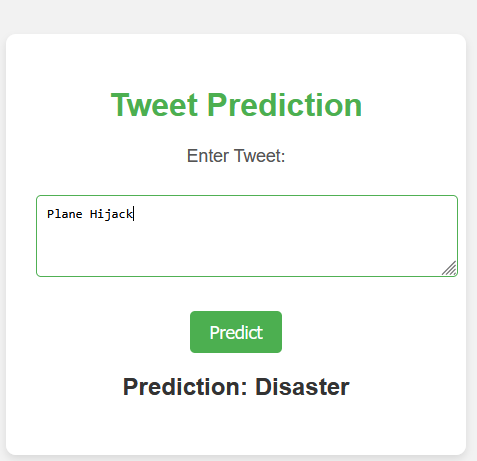 Tweet Prediction
Enter Tweet:
Plane Hijack
Predict
Prediction: Disaster